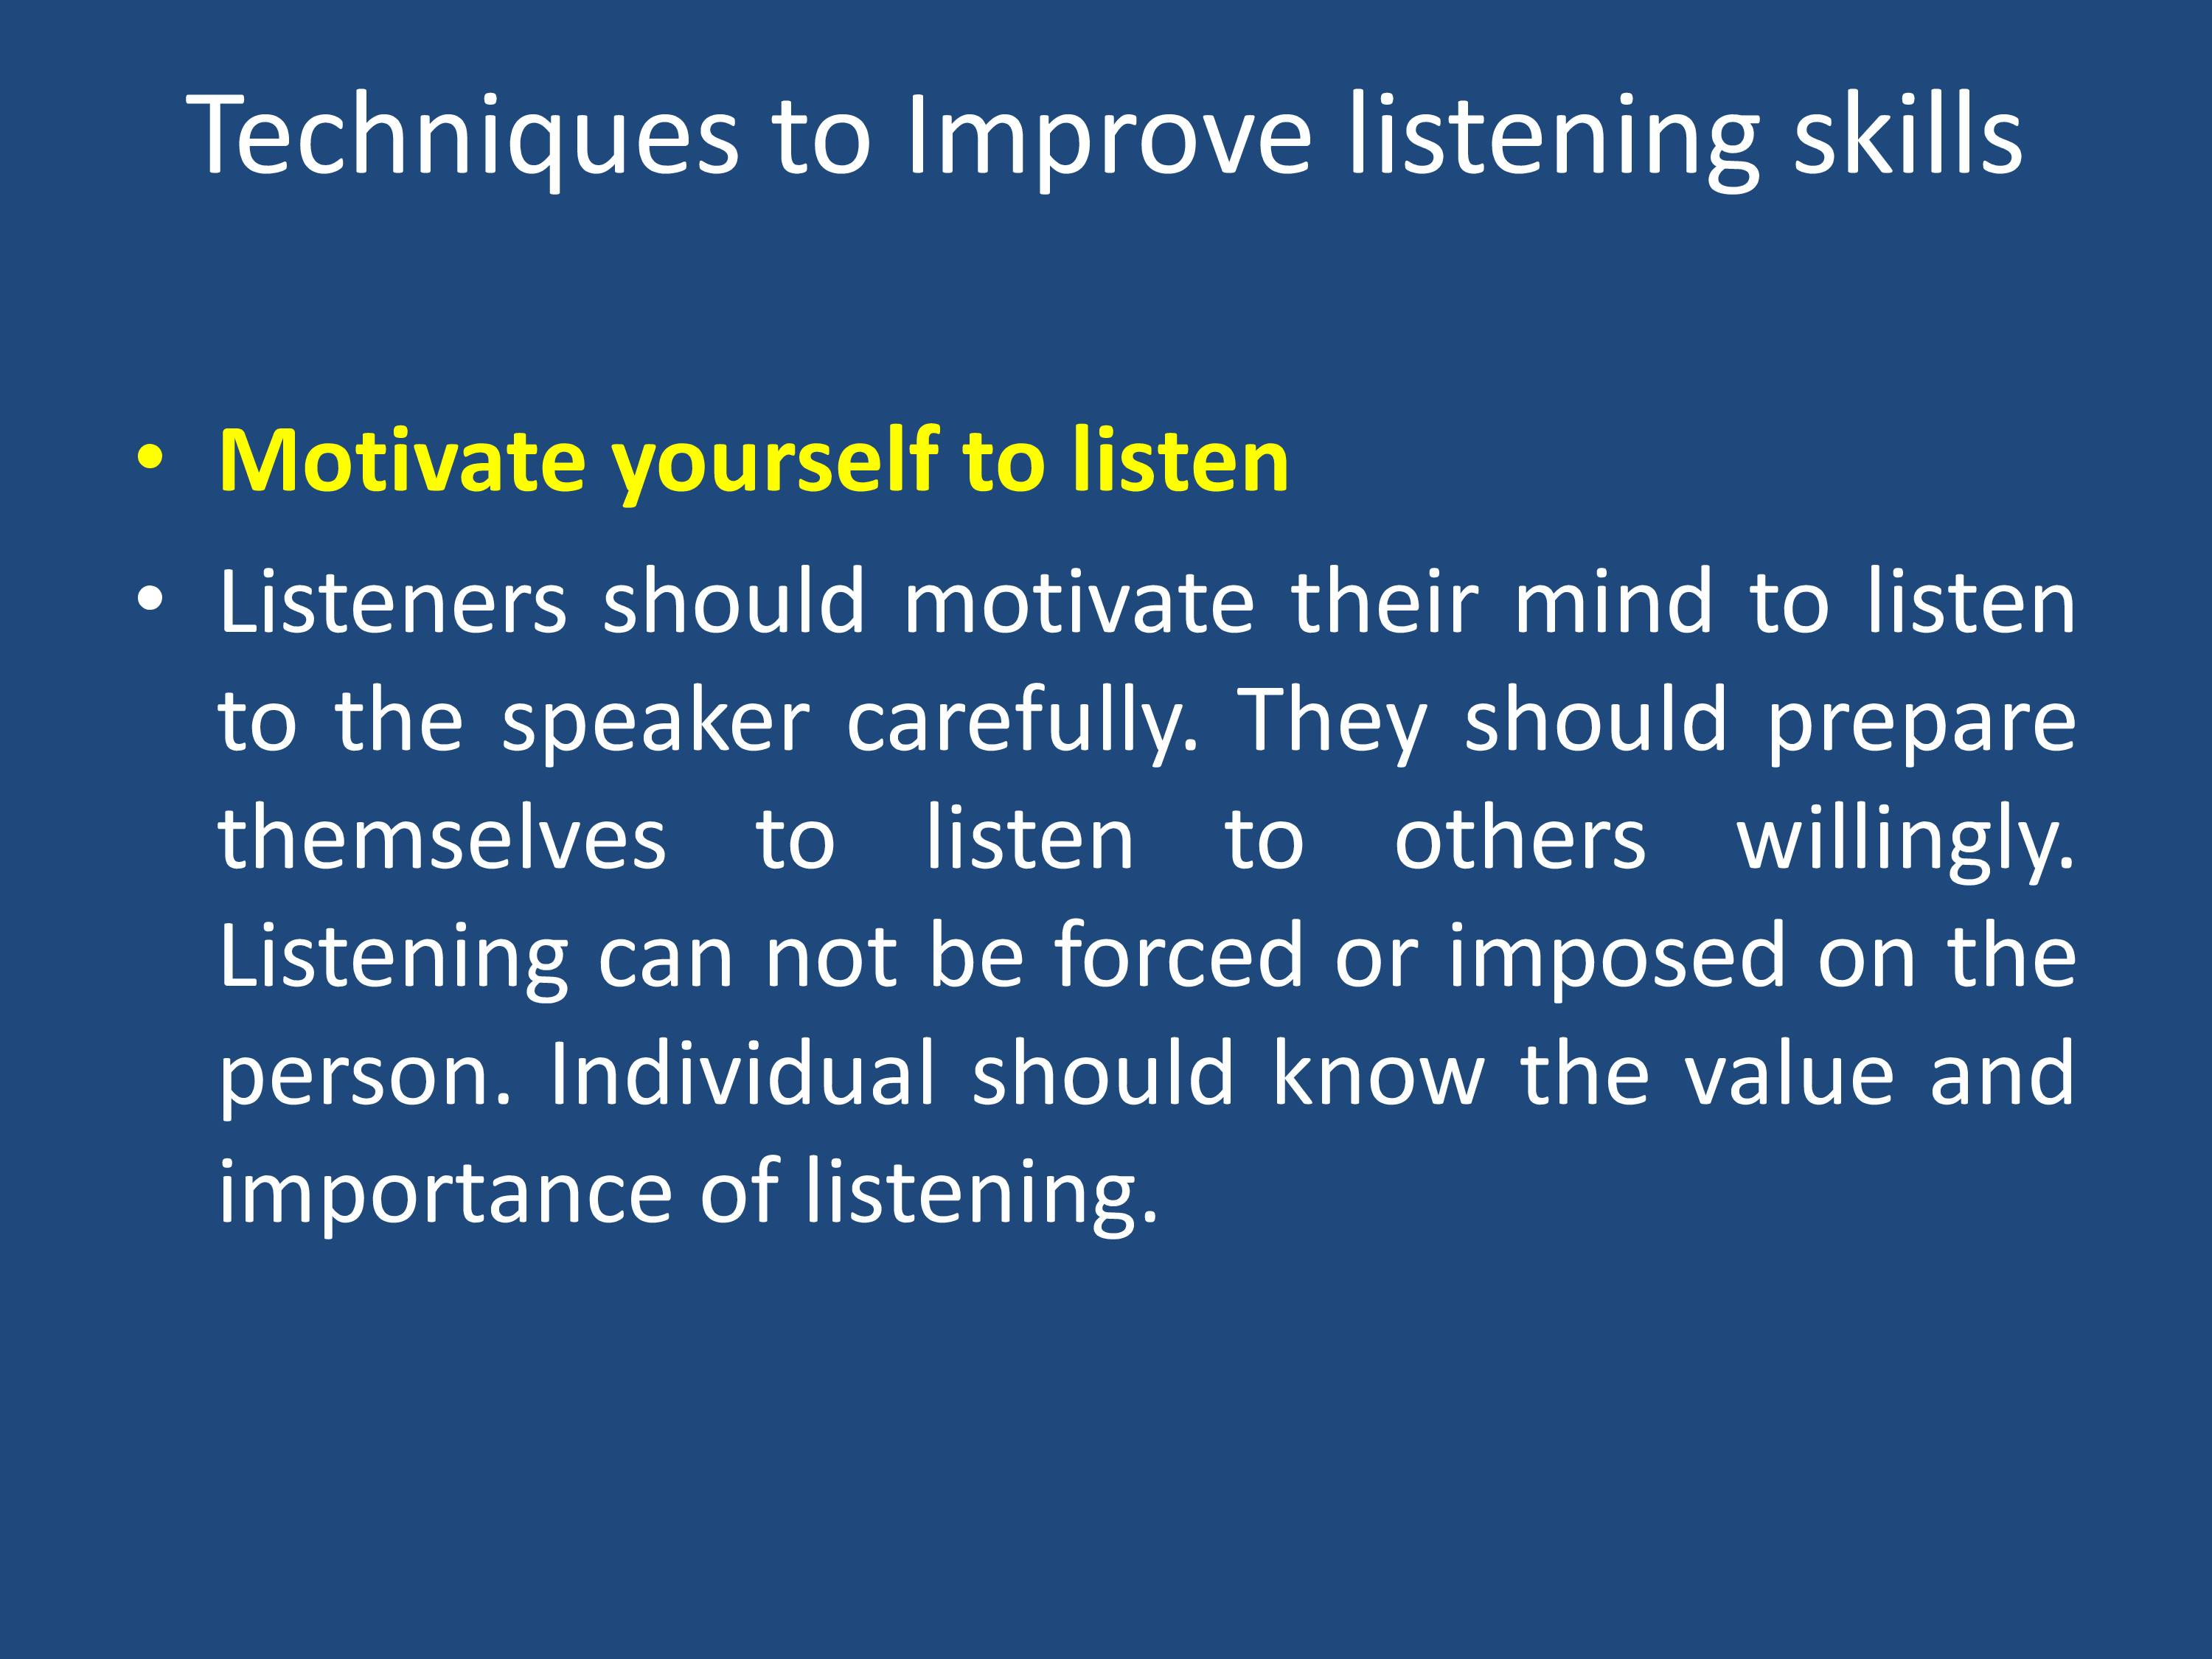 Techniques to Improve listening skills
• Motivate yourself to listen
• Listeners should motivate their mind to listen
to the speaker carefully. They should prepare
themselves to listen to others willingly.
Listening can not be forced or imposed on the
person. Individual should know the value and
importance of listening.